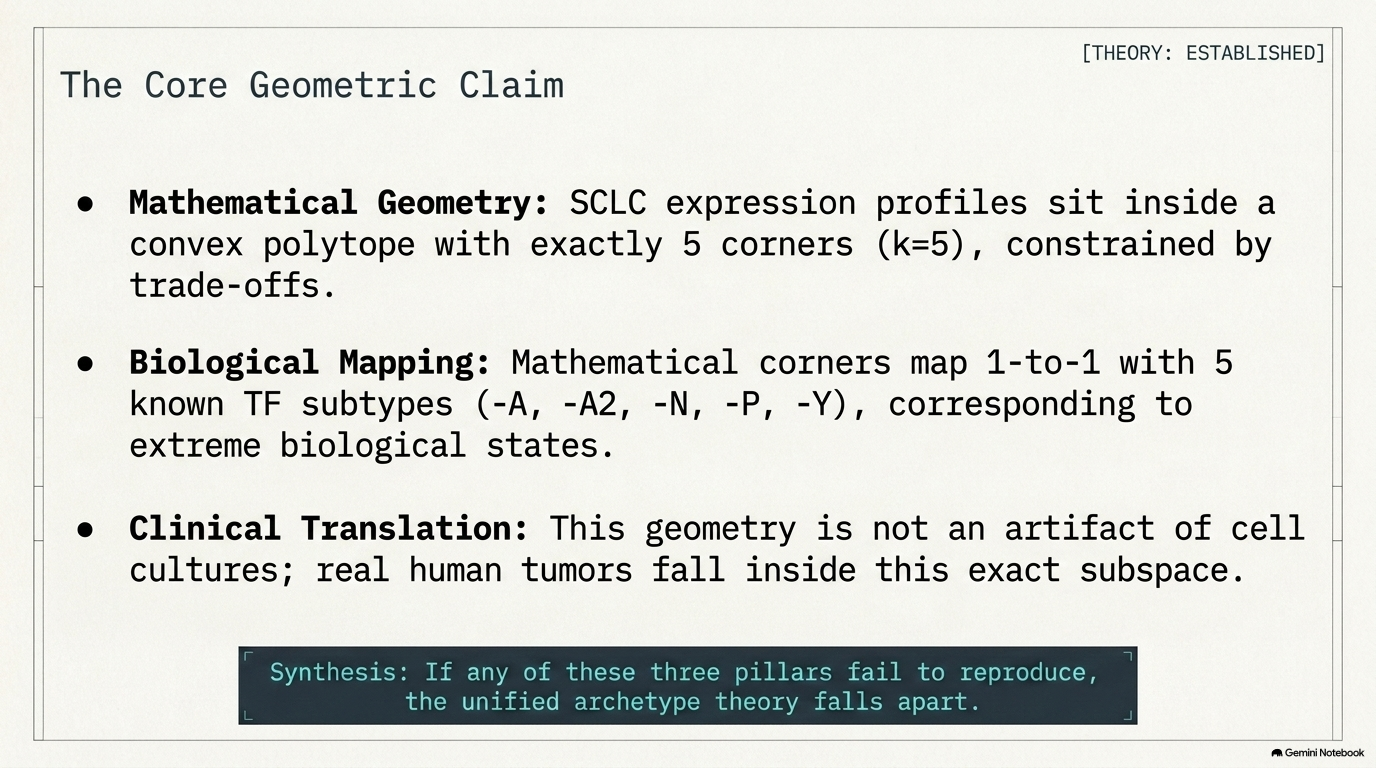 [THEORY: ESTABLISHED]
The Core Geometric Claim
● Mathematical Geometry: SCLC expression profiles sit inside a
convex polytope with exactly 5 corners (k=5), constrained by
trade-offs.
● Biological Mapping: Mathematical corners map 1-to-1 with 5
known TF subtypes (-A, -A2, -N, -P, -Y), corresponding to
extreme biological states.
● Clinical Translation: This geometry is not an artifact of cell
cultures; real human tumors fall inside this exact subspace.
Synthesis: If any of these three pillars fail to reproduce,
the unified archetype theory falls apart.
Gemini Notebook